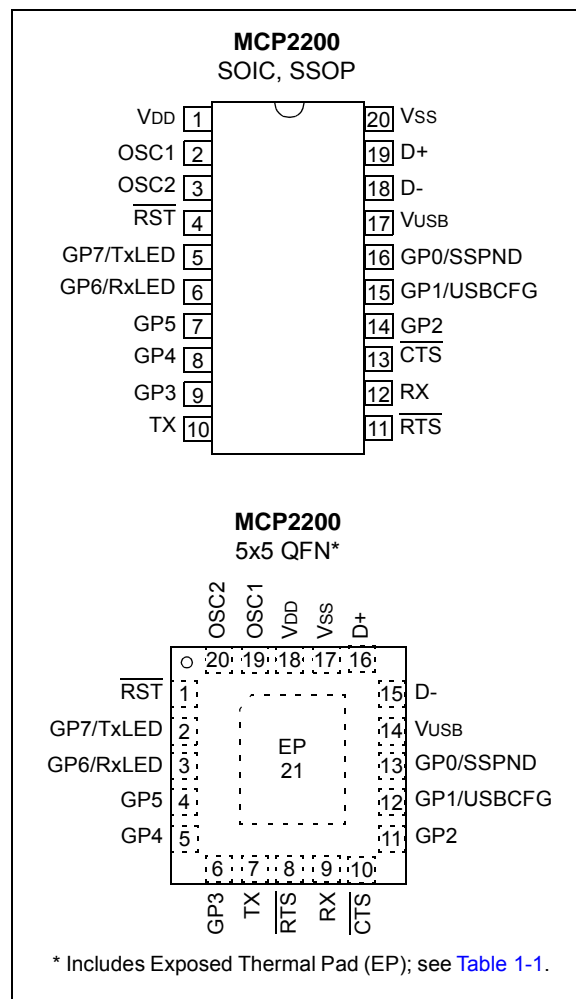 MCP2200
SOIC, SSOP
VDD 1
20 VSS
OSC1 2
19 D+
OSC2 3
18 D-
RST 4
17 VUSB
GP7/TxLED 5
16 GP0/SSPND
GP6/RxLED 6
15 GP1/USBCFG
GP5 7
14 GP2
GP4 8
13 CTS
GP3 9
12 RX
TX 10
11 RTS
MCP2200
5x5 QFN*
OSC2 OSC1 VDD VSS D+
20 19 18 17 16
RST 1
15 D-
GP7/TxLED 2
14 VUSB
EP
GP6/RxLED 3
13 GP0/SSPND
21
GP5 4
12 GP1/USBCFG
GP4 5
11 GP2
6 7 8 9 10
GP3 TX RTS RX CTS
* Includes Exposed Thermal Pad (EP); see Table 1-1.